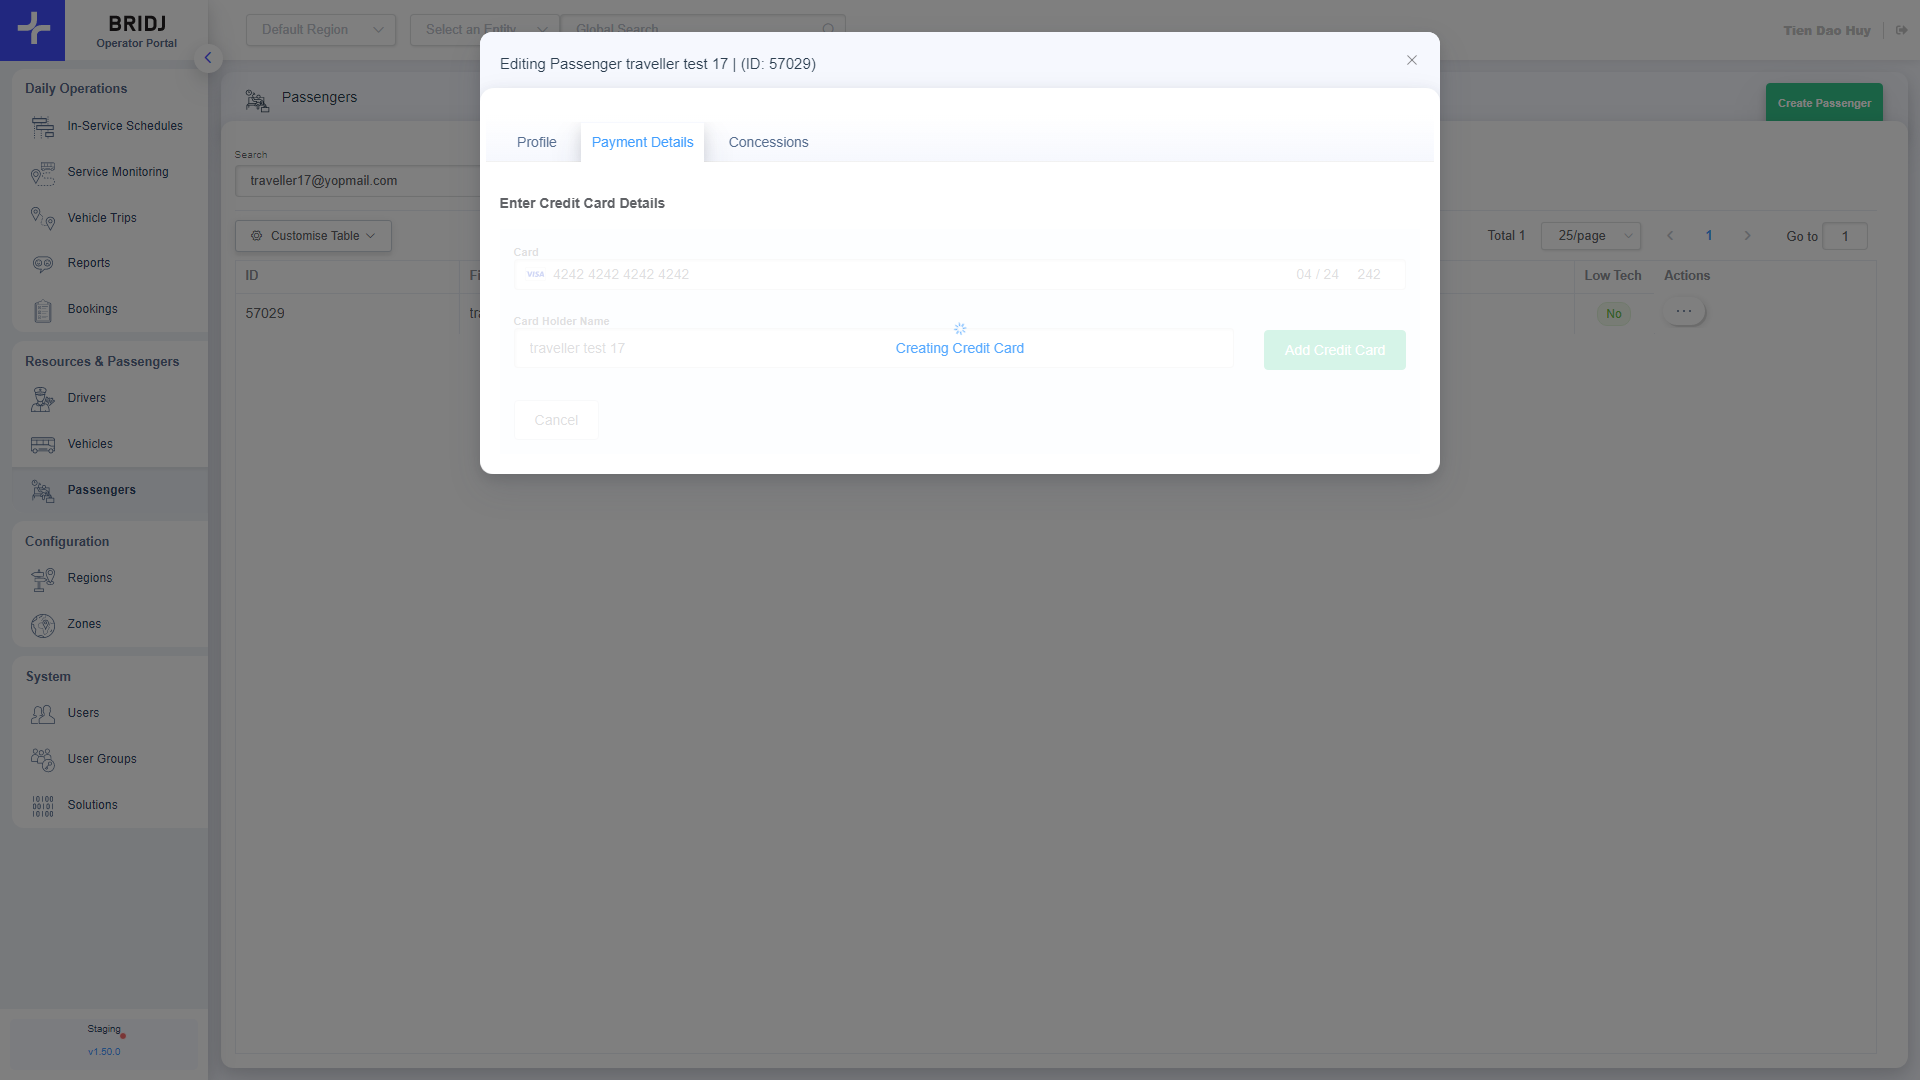 BRIDJ
Operator Portal
Default Region
Select an Entity
Global Search
Tien Dao Huy
Daily Operations
In-Service Schedules
Service Monitoring
Vehicle Trips
Reports
Bookings
Resources & Passengers
Drivers
Vehicles
Passengers
Configuration
Regions
Zones
System
Users
User Groups
Solutions
Staging
v1.50.0
Passengers
Create Passenger
Search
traveller17@yopmail.com
Customise Table
Total 1
25/page
1
Go to
1
ID
Low Tech
Actions
57029
No
Editing Passenger traveller test 17 | (ID: 57029)
Profile
Payment Details
Concessions
Enter Credit Card Details
Card
VISA 4242 4242 4242 4242 04 / 24 242
Card Holder Name
traveller test 17
Creating Credit Card
Add Credit Card
Cancel